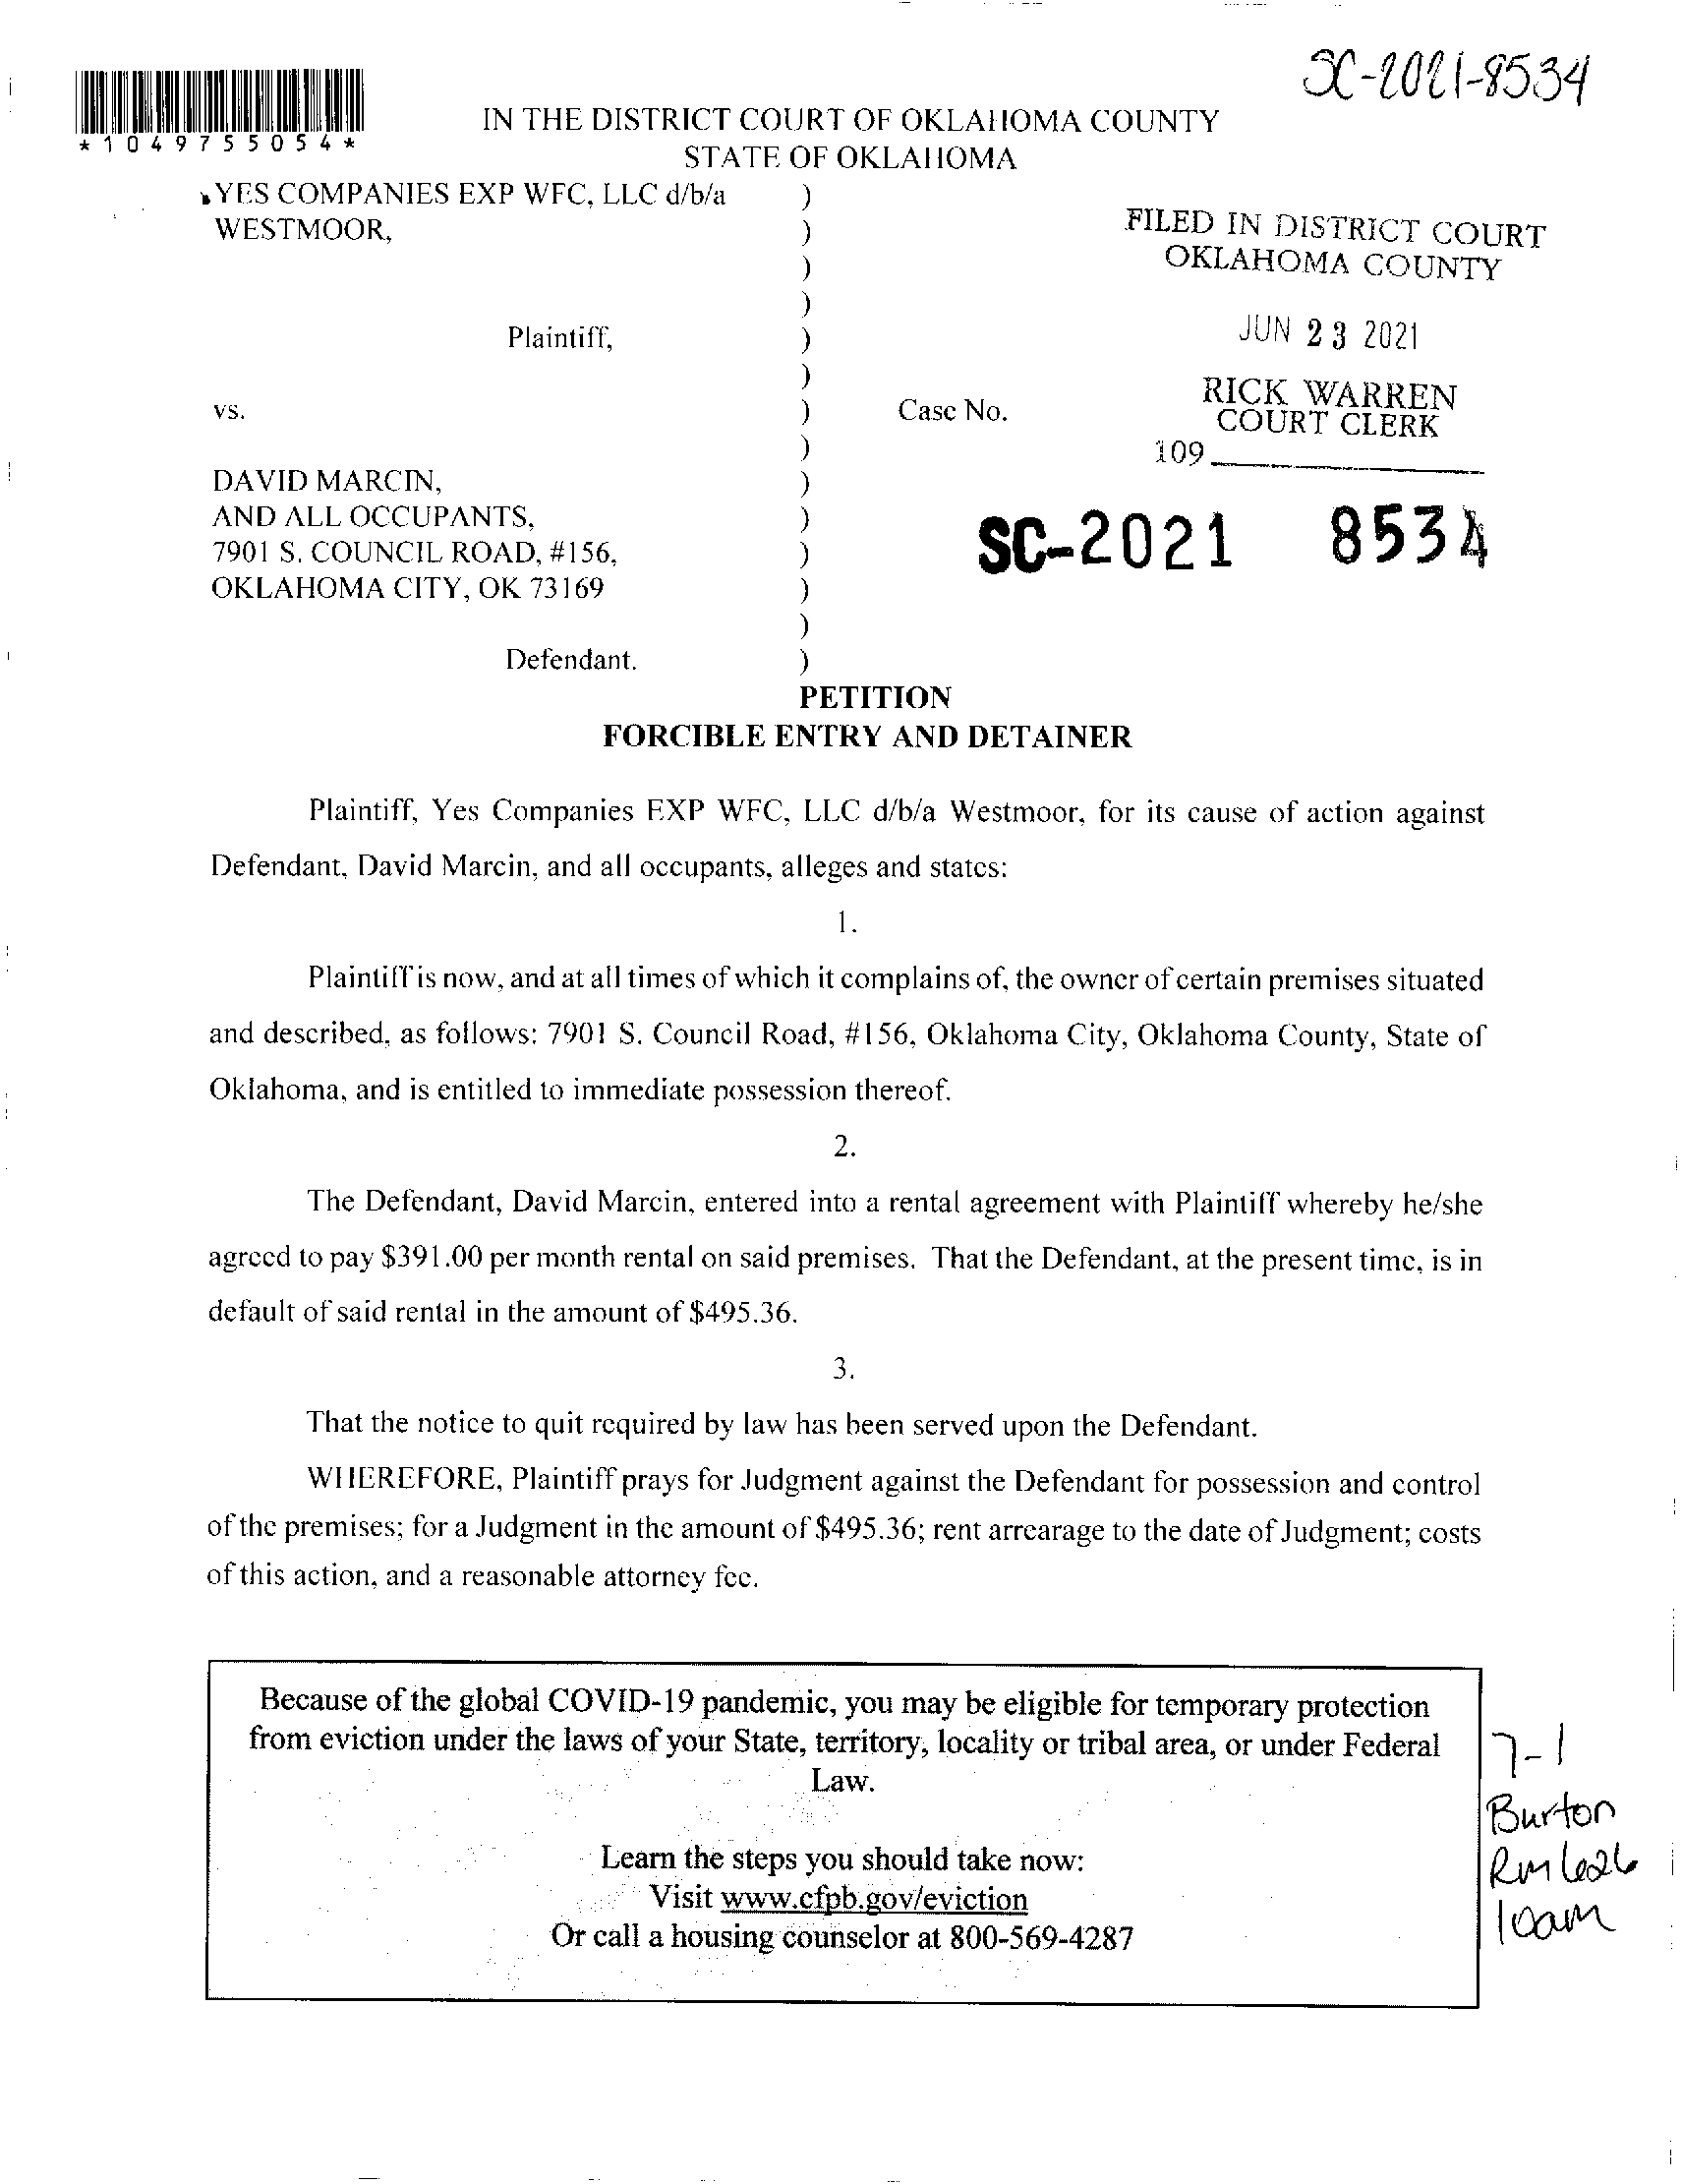 SC-2021-8534
*1049755054*
IN THE DISTRICT COURT OF OKLAHOMA COUNTY
STATE OF OKLAHOMA
YES COMPANIES EXP WFC, LLC d/b/a )
WESTMOOR, )
)
)
Plaintiff, )
)
vs. ) Case No.
)
DAVID MARCIN, )
AND ALL OCCUPANTS, )
7901 S. COUNCIL ROAD, #156, )
OKLAHOMA CITY, OK 73169 )
)
Defendant. )
FILED IN DISTRICT COURT
OKLAHOMA COUNTY
JUN 23 2021
RICK WARREN
COURT CLERK
109
SC-2021 8534
PETITION
FORCIBLE ENTRY AND DETAINER
Plaintiff, Yes Companies EXP WFC, LLC d/b/a Westmoor, for its cause of action against
Defendant, David Marcin, and all occupants, alleges and states:
1.
Plaintiff is now, and at all times of which it complains of, the owner of certain premises situated
and described, as follows: 7901 S. Council Road, #156, Oklahoma City, Oklahoma County, State of
Oklahoma, and is entitled to immediate possession thereof.
2.
The Defendant, David Marcin, entered into a rental agreement with Plaintiff whereby he/she
agreed to pay $391.00 per month rental on said premises. That the Defendant, at the present time, is in
default of said rental in the amount of $495.36.
3.
That the notice to quit required by law has been served upon the Defendant.
WHEREFORE, Plaintiff prays for Judgment against the Defendant for possession and control
of the premises; for a Judgment in the amount of $495.36; rent arrearage to the date of Judgment; costs
of this action, and a reasonable attorney fee.
Because of the global COVID-19 pandemic, you may be eligible for temporary protection
from eviction under the laws of your State, territory, locality or tribal area, or under Federal
Law.
Learn the steps you should take now:
Visit www.cfpb.gov/eviction
Or call a housing counselor at 800-569-4287
7-1
Burton
Rm 626
10am